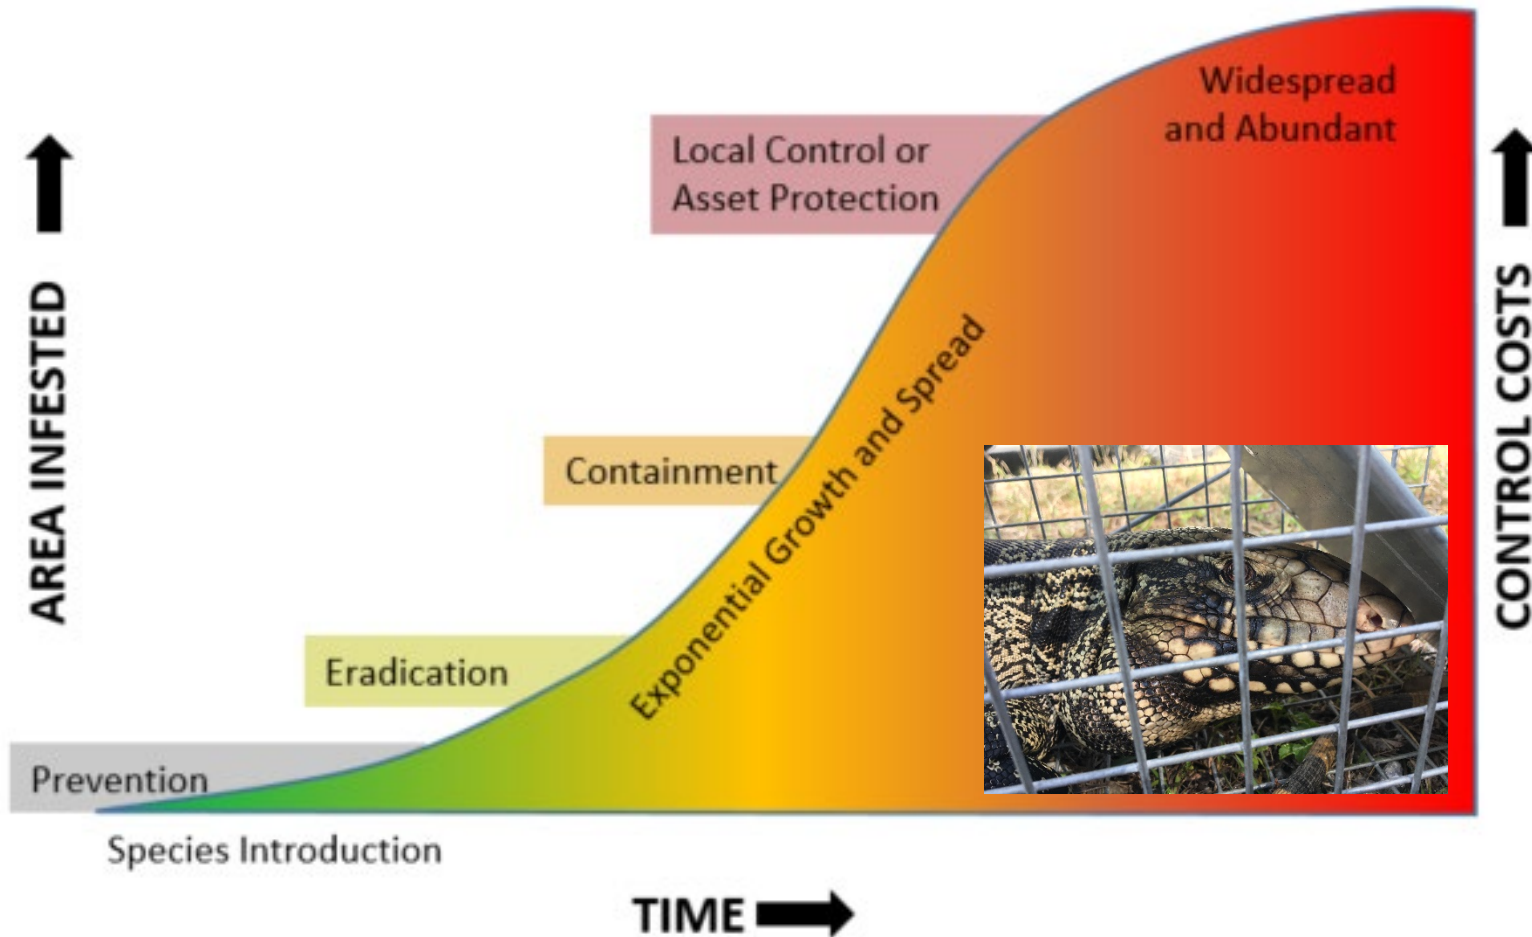 Widespread
and Abundant
Local Control or
Asset Protection
AREA INFESTED
CONTROL COSTS
Exponential Growth and Spread
Containment
Eradication
Prevention
Species Introduction
TIME